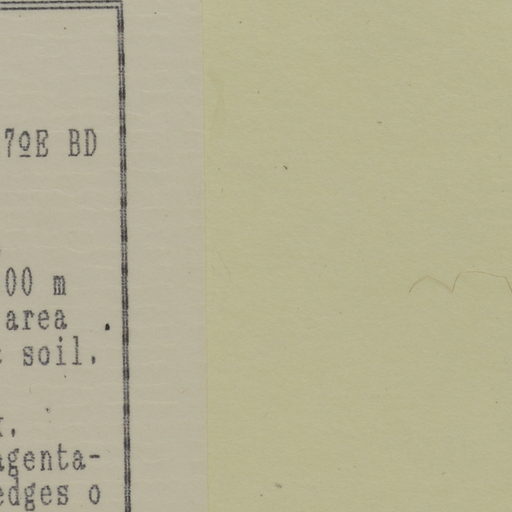 7ºE BD
00 m
area .
soil.
agenta-
edges o